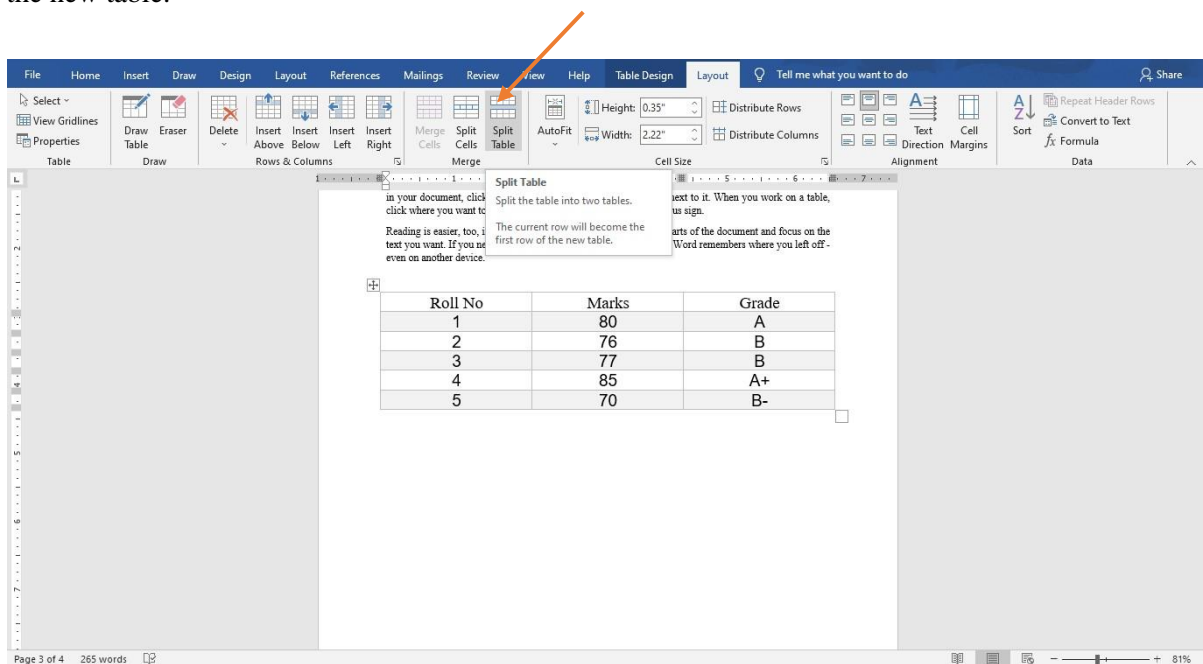 the new table.
File Home Insert Draw Design Layout References Mailings Review View Help Table Design Layout Tell me what you want to do Share
Select
View Gridlines
Properties
Table
Draw Table
Eraser
Draw
Delete
Insert Above
Insert Below
Insert Left
Insert Right
Rows & Columns
Merge Cells
Split Cells
Split Table
Merge
AutoFit
Height: 0.35"
Width: 2.22"
Distribute Rows
Distribute Columns
Cell Size
Text Direction
Cell Margins
Alignment
Sort
Repeat Header Rows
Convert to Text
Formula
Data
Split Table
Split the table into two tables.
The current row will become the
first row of the new table.
in your document, click next to it. When you work on a table,
click where you want to us sign.
Reading is easier, too, i arts of the document and focus on the
text you want. If you ne Word remembers where you left off -
even on another device.
Roll No Marks Grade
1 80 A
2 76 B
3 77 B
4 85 A+
5 70 B-
Page 3 of 4 265 words 81%